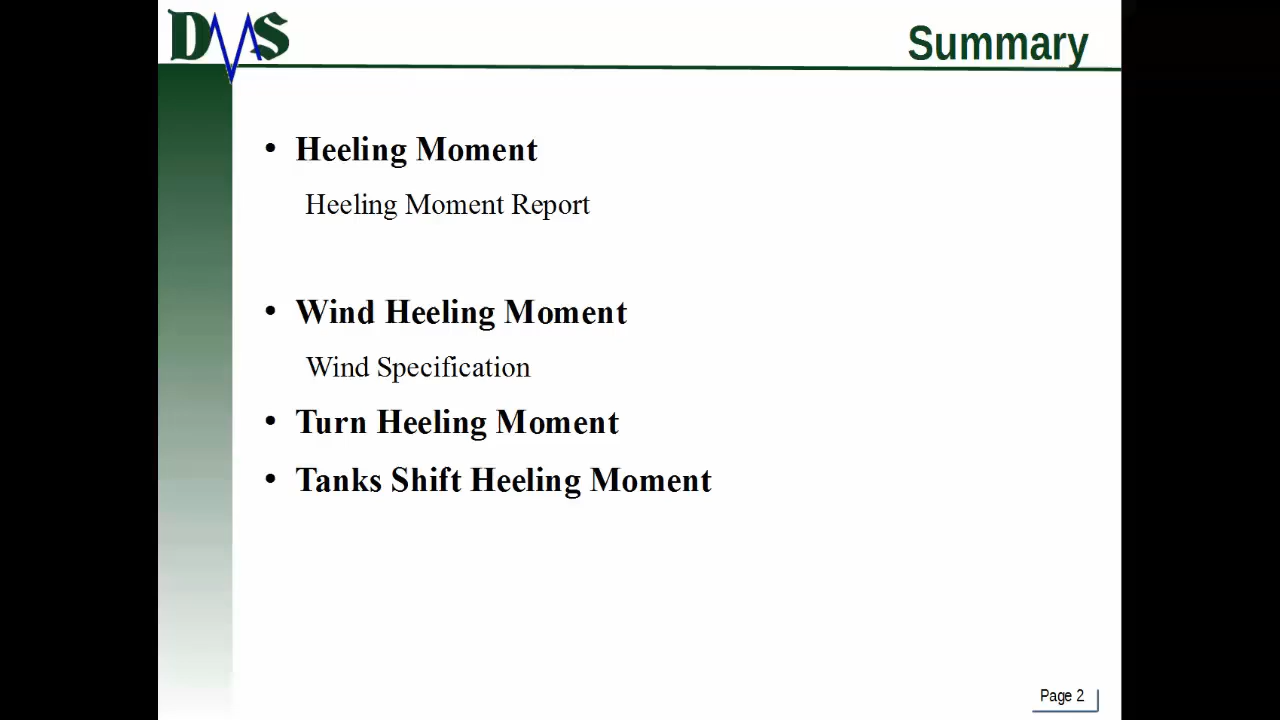 DMS
Summary
• Heeling Moment
Heeling Moment Report
• Wind Heeling Moment
Wind Specification
• Turn Heeling Moment
• Tanks Shift Heeling Moment
Page 2